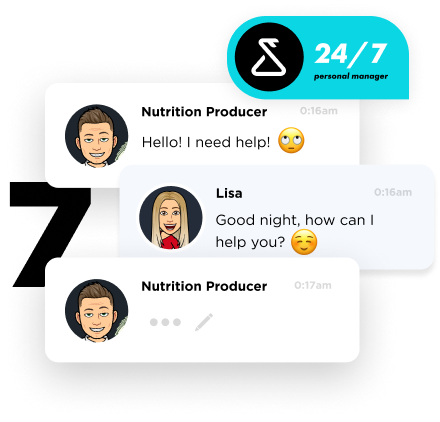 24/7
personal manager
Nutrition Producer 0:16am
Hello! I need help! 🙄
Lisa 0:16am
Good night, how can I
help you? ☺️
7
Nutrition Producer 0:17am